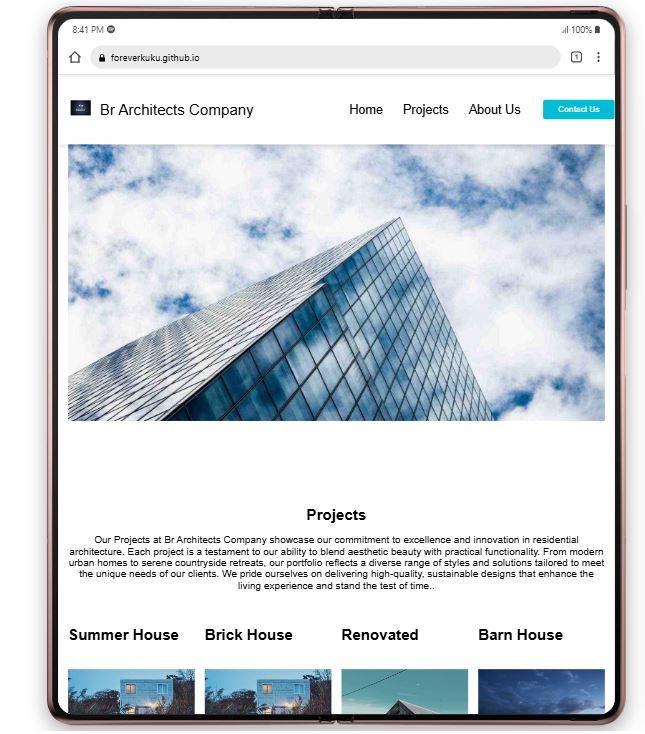 8:41 PM
100%
foreverkuku.github.io
1
Br Architects Company
Home
Projects
About Us
Contact Us
Projects
Our Projects at Br Architects Company showcase our commitment to excellence and innovation in residential
architecture. Each project is a testament to our ability to blend aesthetic beauty with practical functionality. From modern
urban homes to serene countryside retreats, our portfolio reflects a diverse range of styles and solutions tailored to meet
the unique needs of our clients. We pride ourselves on delivering high-quality, sustainable designs that enhance the
living experience and stand the test of time..
Summer House
Brick House
Renovated
Barn House